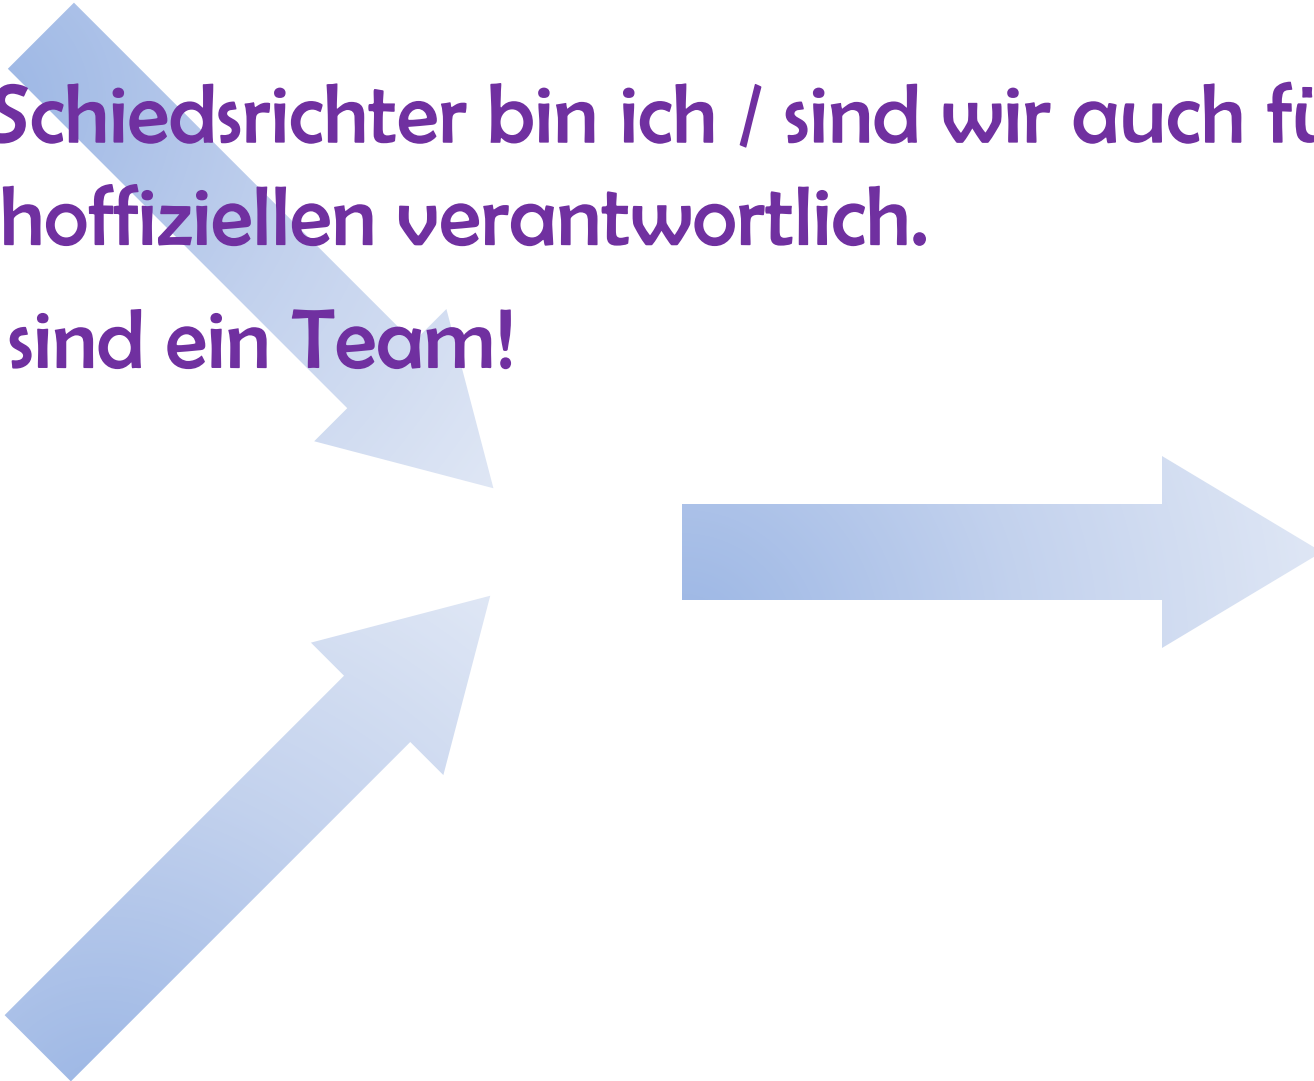 Schiedsrichter bin ich / sind wir auch fü
hoffiziellen verantwortlich.
sind ein Team!